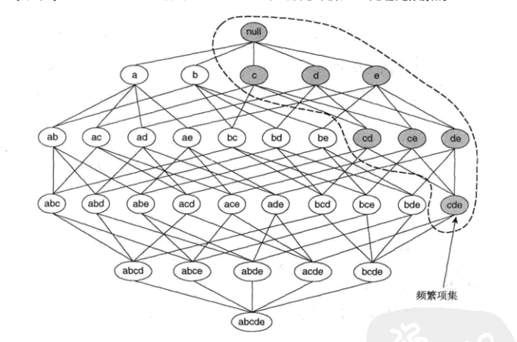 null
a b c d e
ab ac ad ae bc bd be cd ce de
abc abd abe acd ace ade bcd bce bde cde
abcd abce abde acde bcde
频繁项集
abcde